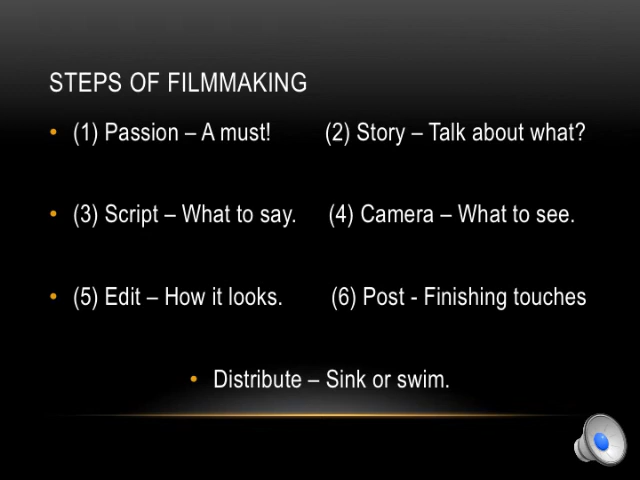 STEPS OF FILMMAKING
• (1) Passion – A must! (2) Story – Talk about what?
• (3) Script – What to say. (4) Camera – What to see.
• (5) Edit – How it looks. (6) Post - Finishing touches
• Distribute – Sink or swim.